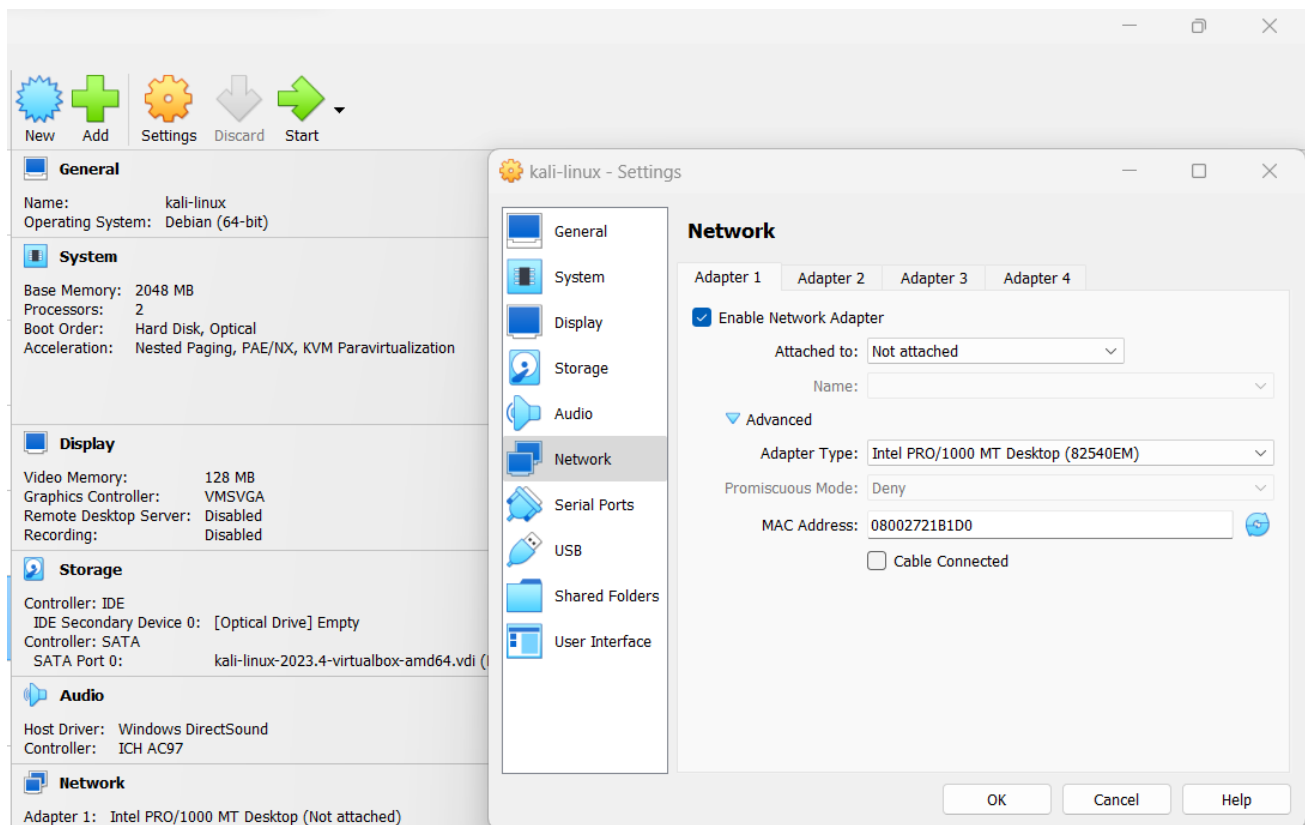 New Add Settings Discard Start
General
Name: kali-linux
Operating System: Debian (64-bit)
System
Base Memory: 2048 MB
Processors: 2
Boot Order: Hard Disk, Optical
Acceleration: Nested Paging, PAE/NX, KVM Paravirtualization
Display
Video Memory: 128 MB
Graphics Controller: VMSVGA
Remote Desktop Server: Disabled
Recording: Disabled
Storage
Controller: IDE
IDE Secondary Device 0: [Optical Drive] Empty
Controller: SATA
SATA Port 0: kali-linux-2023.4-virtualbox-amd64.vdi (
Audio
Host Driver: Windows DirectSound
Controller: ICH AC97
Network
Adapter 1: Intel PRO/1000 MT Desktop (Not attached)
kali-linux - Settings
General
System
Display
Storage
Audio
Network
Serial Ports
USB
Shared Folders
User Interface
Network
Adapter 1 Adapter 2 Adapter 3 Adapter 4
Enable Network Adapter
Attached to: Not attached
Name:
Advanced
Adapter Type: Intel PRO/1000 MT Desktop (82540EM)
Promiscuous Mode: Deny
MAC Address: 08002721B1D0
Cable Connected
OK Cancel Help